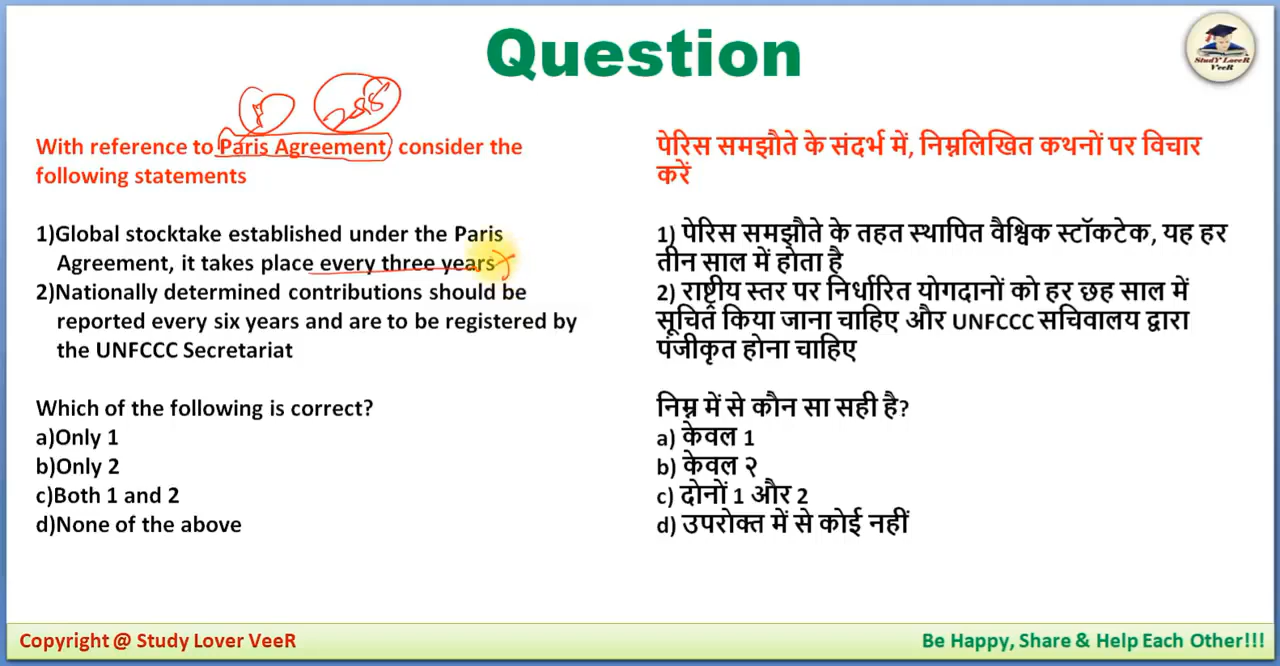 Question
StudY LoveR
VeeR
With reference to Paris Agreement, consider the
following statements
1)Global stocktake established under the Paris
Agreement, it takes place every three years
2)Nationally determined contributions should be
reported every six years and are to be registered by
the UNFCCC Secretariat
Which of the following is correct?
a)Only 1
b)Only 2
c)Both 1 and 2
d)None of the above
पेरिस समझौते के संदर्भ में, निम्नलिखित कथनों पर विचार
करें
1) पेरिस समझौते के तहत स्थापित वैश्विक स्टॉकटेक, यह हर
तीन साल में होता है
2) राष्ट्रीय स्तर पर निर्धारित योगदानों को हर छह साल में
सूचित किया जाना चाहिए और UNFCCC सचिवालय द्वारा
पंजीकृत होना चाहिए
निम्न में से कौन सा सही है?
a) केवल 1
b) केवल २
c) दोनों 1 और 2
d) उपरोक्त में से कोई नहीं
Copyright @ Study Lover VeeR
Be Happy, Share & Help Each Other!!!